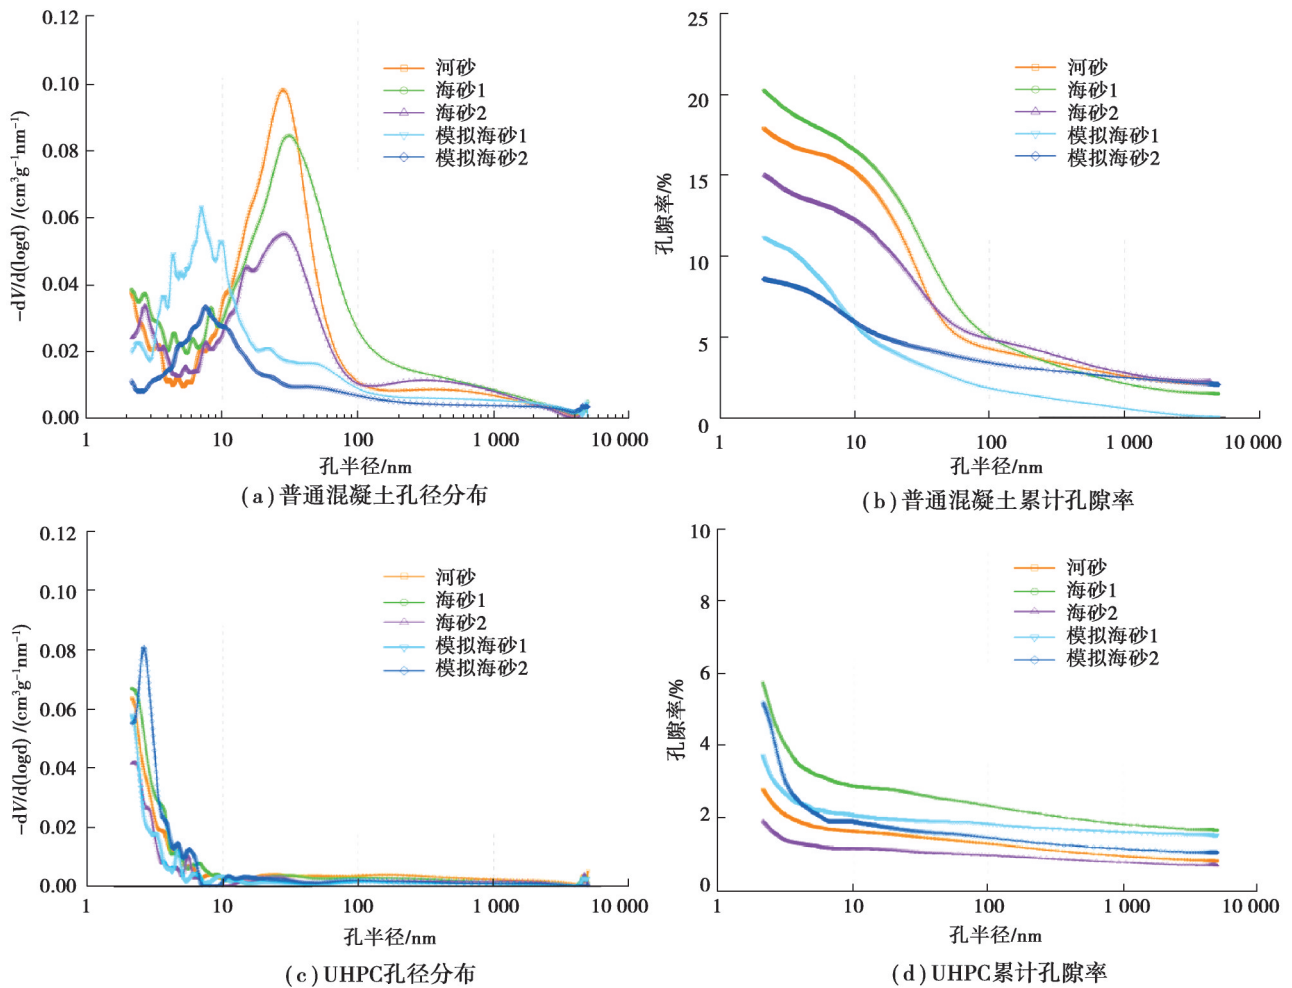 0.12
0.10
0.08
0.06
0.04
0.02
0.00
−dV/d(logd) /(cm³g⁻¹nm⁻¹)
河砂
海砂1
海砂2
模拟海砂1
模拟海砂2
1
10
100
1 000
10 000
孔半径/nm
(a)普通混凝土孔径分布
25
20
15
10
5
0
孔隙率/%
河砂
海砂1
海砂2
模拟海砂1
模拟海砂2
1
10
100
1 000
10 000
孔半径/nm
(b)普通混凝土累计孔隙率
0.12
0.10
0.08
0.06
0.04
0.02
0.00
−dV/d(logd) /(cm³g⁻¹nm⁻¹)
河砂
海砂1
海砂2
模拟海砂1
模拟海砂2
1
10
100
1 000
10 000
孔半径/nm
(c)UHPC孔径分布
10
8
6
4
2
0
孔隙率/%
河砂
海砂1
海砂2
模拟海砂1
模拟海砂2
1
10
100
1 000
10 000
孔半径/nm
(d)UHPC累计孔隙率